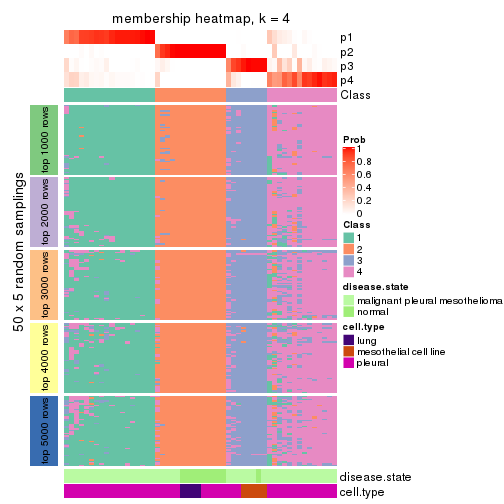 membership heatmap, k = 4
p1
p2
p3
p4
Class
50 x 5 random samplings
top 1000 rows
top 2000 rows
top 3000 rows
top 4000 rows
top 5000 rows
Prob
1
0.8
0.6
0.4
0.2
0
Class
1
2
3
4
disease.state
malignant pleural mesothelioma
normal
cell.type
lung
mesothelial cell line
pleural
disease.state
cell.type